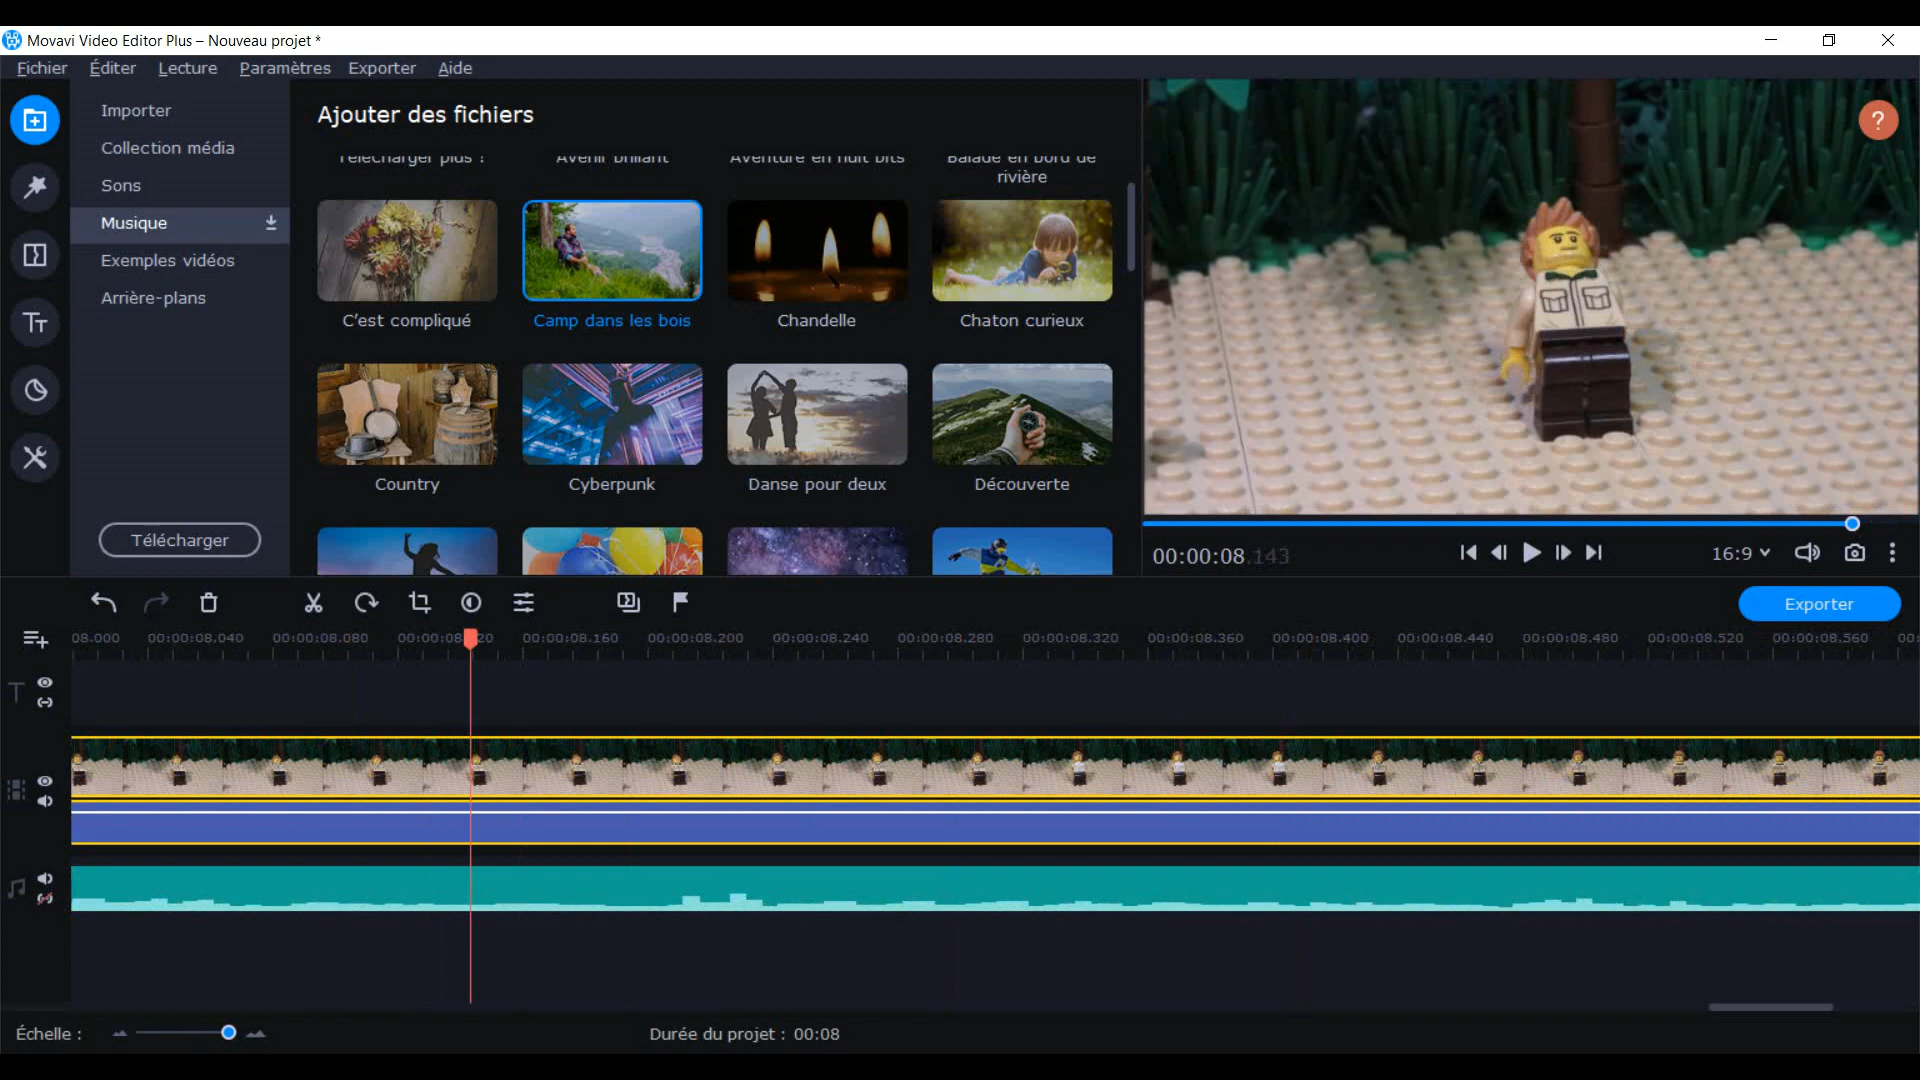 Movavi Video Editor Plus – Nouveau projet *
Fichier Éditer Lecture Paramètres Exporter Aide
Importer
Collection média
Sons
Musique
Exemples vidéos
Arrière-plans
Télécharger
Ajouter des fichiers
Télécharger plus ! Avenir brillant Aventure en huit bits Balade en bord de
rivière
C'est compliqué Camp dans les bois Chandelle Chaton curieux
Country Cyberpunk Danse pour deux Découverte
?
00:00:08.143 16:9
Exporter
08.000 00:00:08.040 00:00:08.080 00:00:08.160 00:00:08.200 00:00:08.240 00:00:08.280 00:00:08.320 00:00:08.360 00:00:08.400 00:00:08.440 00:00:08.480 00:00:08.520 00:00:08.560 00:
Échelle : Durée du projet : 00:08